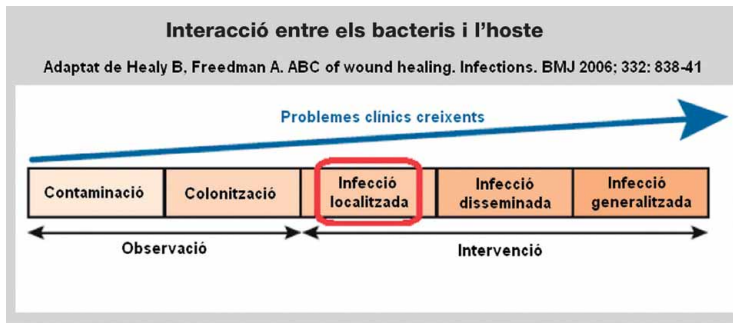 Interacció entre els bacteris i l'hoste
Adaptat de Healy B, Freedman A. ABC of wound healing. Infections. BMJ 2006; 332: 838-41
Problemes clínics creixents
Contaminació
Colonització
Infecció
localitzada
Infecció
disseminada
Infecció
generalitzada
Observació
Intervenció